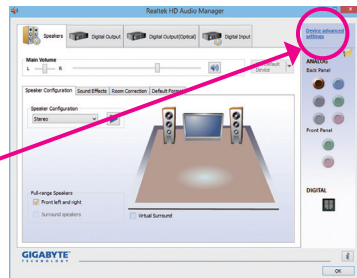 Realtek HD Audio Manager
Speakers
Digital Output
Digital Output(Optical)
Digital Input
Device advanced
settings
Main Volume
L
R
Device
ANALOG
Back Panel
Speaker Configuration
Sound Effects
Room Correction
Default Format
Speaker Configuration
Stereo
Front Panel
Full-range Speakers
Front left and right
Surround speakers
Virtual Surround
DIGITAL
GIGABYTE
TECHNOLOGY
OK